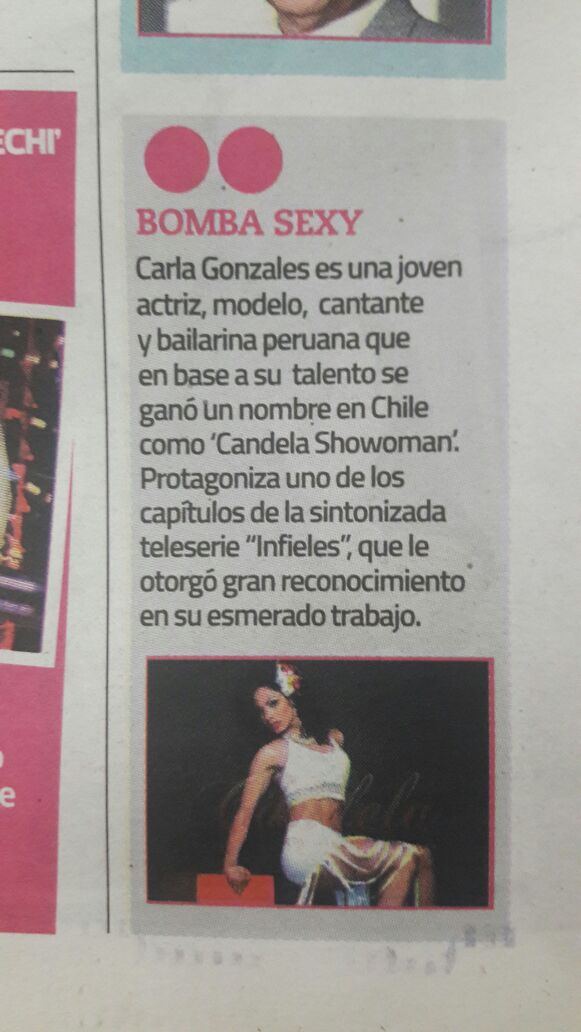 ECHI'
BOMBA SEXY
Carla Gonzales es una joven
actriz, modelo, cantante
y bailarina peruana que
en base a su talento se
ganó un nombre en Chile
como 'Candela Showoman'.
Protagoniza uno de los
capítulos de la sintonizada
teleserie "Infieles", que le
otorgó gran reconocimiento
en su esmerado trabajo.
Candela
o
e